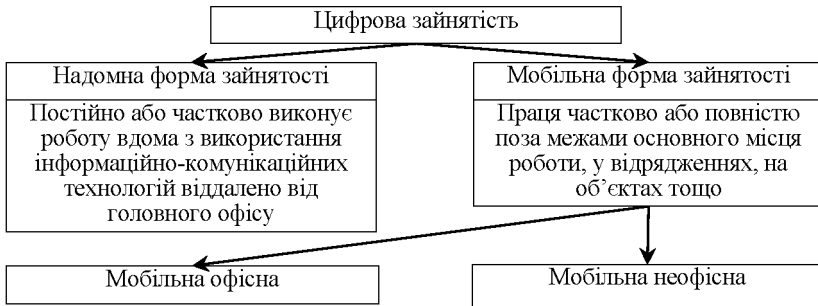 Цифрова зайнятість
Надомна форма зайнятості
Постійно або частково виконує
роботу вдома з використання
інформаційно-комунікаційних
технологій віддалено від
головного офісу
Мобільна форма зайнятості
Праця частково або повністю
поза межами основного місця
роботи, у відрядженнях, на
об’єктах тощо
Мобільна офісна
Мобільна неофісна